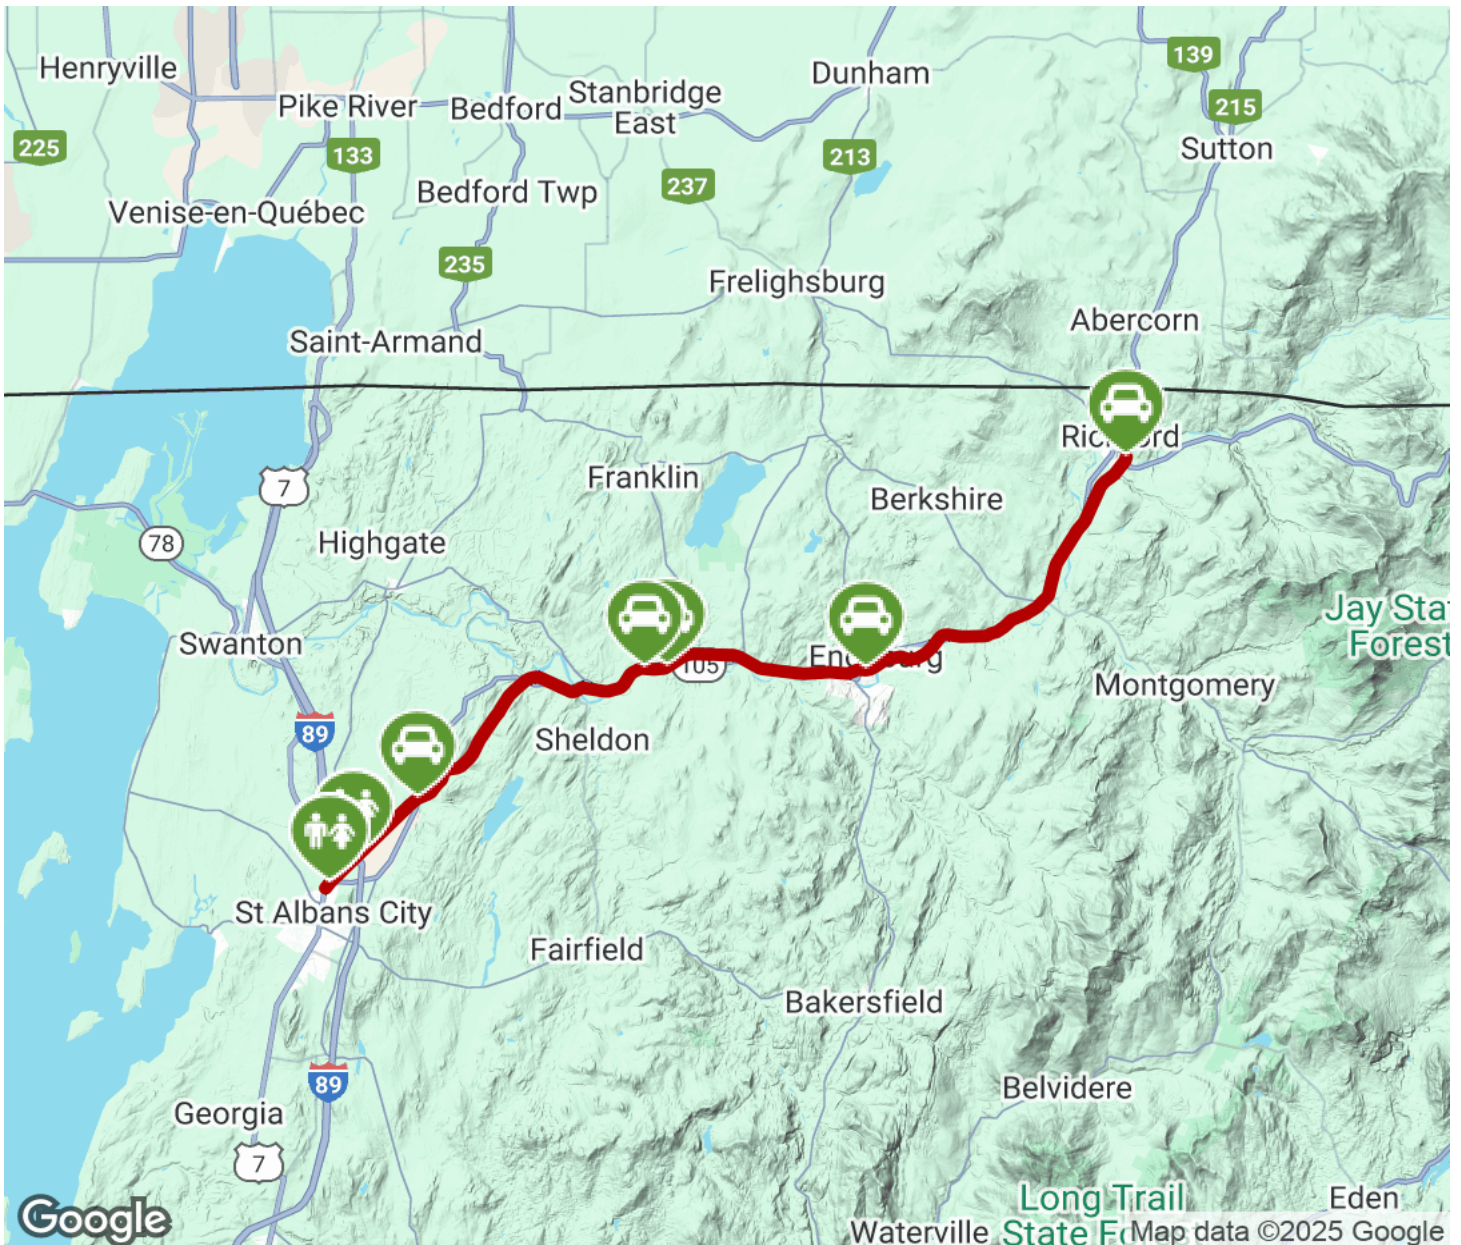 Henryville
Dunham
139
Pike River
Bedford
Stanbridge
East
215
225
133
213
Sutton
237
Bedford Twp
Venise-en-Québec
235
Frelighsburg
Abercorn
Saint-Armand
Franklin
7
Berkshire
78
Highgate
Jay Sta
Forest
Swanton
105
Montgomery
89
Sheldon
St Albans City
Fairfield
Bakersfield
89
Belvidere
Georgia
7
Long Trail
Eden
Google
Waterville
State Fo
Map data ©2025 Google